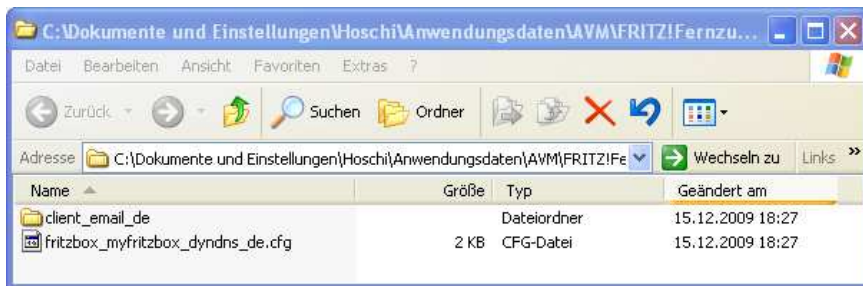 C:\Dokumente und Einstellungen\Hoschi\Anwendungsdaten\AVM\FRITZ!Fernzu...
Datei Bearbeiten Ansicht Favoriten Extras ?
Zurück Suchen Ordner
Adresse C:\Dokumente und Einstellungen\Hoschi\Anwendungsdaten\AVM\FRITZ!Fe Wechseln zu Links »
Name Größe Typ Geändert am
client_email_de Dateiordner 15.12.2009 18:27
fritzbox_myfritzbox_dyndns_de.cfg 2 KB CFG-Datei 15.12.2009 18:27